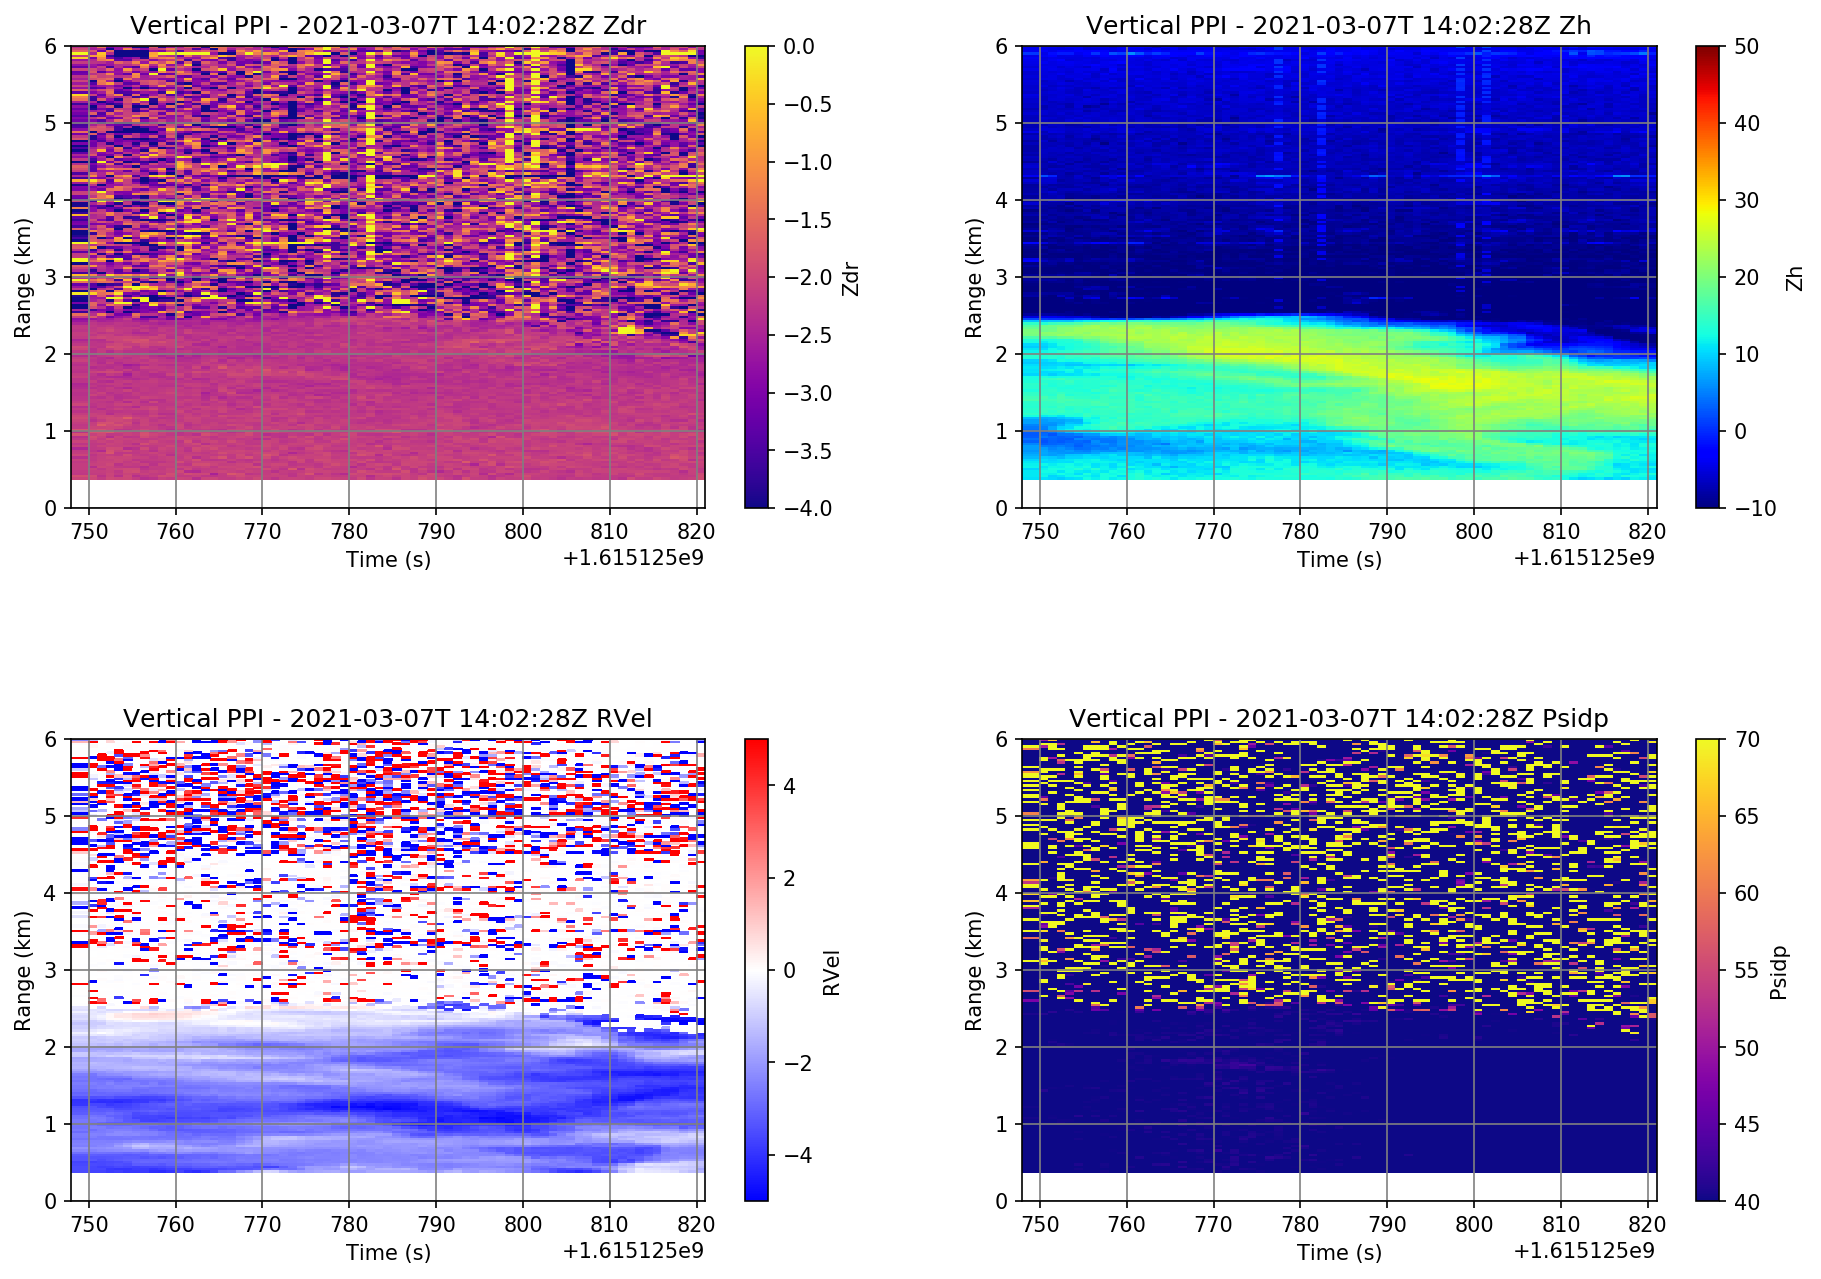 Vertical PPI - 2021-03-07T 14:02:28Z Zdr
6
5
4
3
2
1
0
Range (km)
750 760 770 780 790 800 810 820
Time (s)
+1.615125e9
0.0
−0.5
−1.0
−1.5
−2.0
−2.5
−3.0
−3.5
−4.0
Zdr
Vertical PPI - 2021-03-07T 14:02:28Z Zh
6
5
4
3
2
1
0
Range (km)
750 760 770 780 790 800 810 820
Time (s)
+1.615125e9
50
40
30
20
10
0
−10
Zh
Vertical PPI - 2021-03-07T 14:02:28Z RVel
6
5
4
3
2
1
0
Range (km)
750 760 770 780 790 800 810 820
Time (s)
+1.615125e9
4
2
0
−2
−4
RVel
Vertical PPI - 2021-03-07T 14:02:28Z Psidp
6
5
4
3
2
1
0
Range (km)
750 760 770 780 790 800 810 820
Time (s)
+1.615125e9
70
65
60
55
50
45
40
Psidp